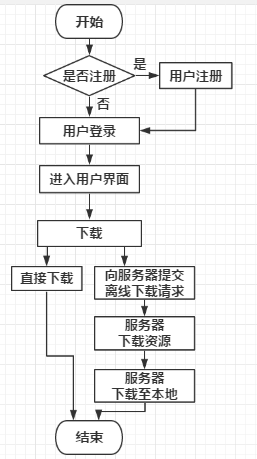 开始
是否注册
是
用户注册
否
用户登录
进入用户界面
下载
直接下载
向服务器提交
离线下载请求
服务器
下载资源
服务器
下载至本地
结束